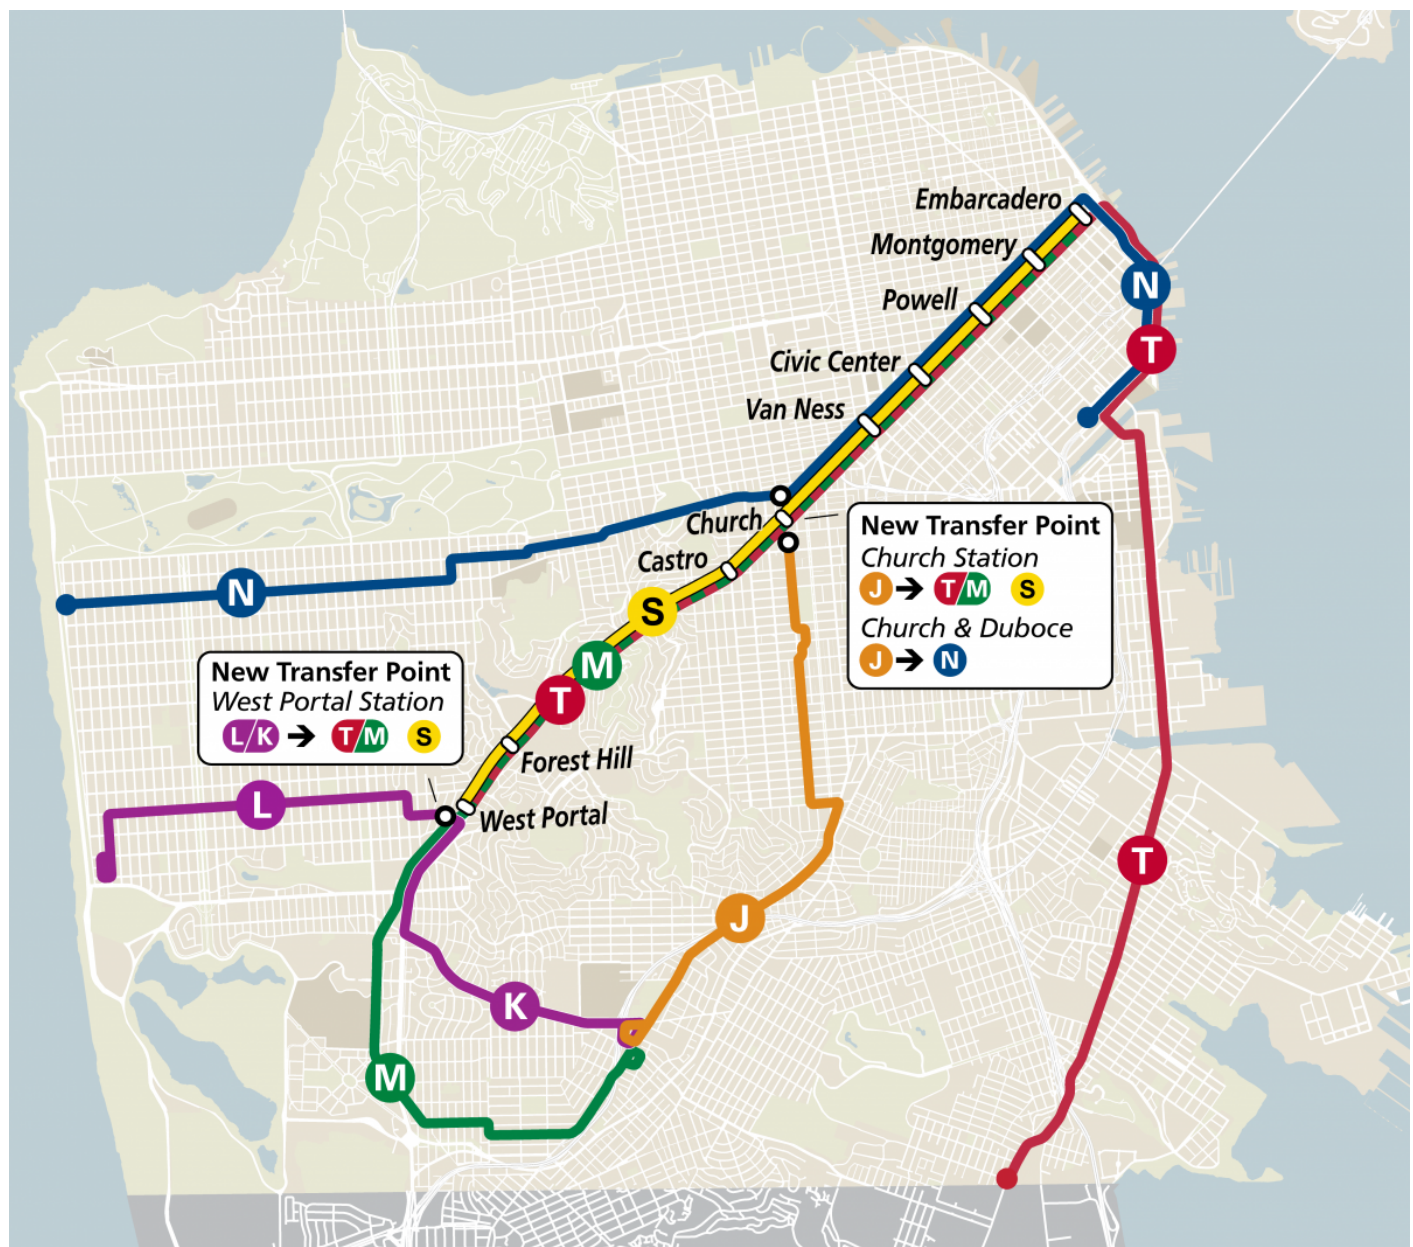 Embarcadero
Montgomery
N
Powell
T
Civic Center
Van Ness
Church
New Transfer Point
Church Station
J → T/M S
Church & Duboce
J → N
Castro
N
S
M
T
New Transfer Point
West Portal Station
L/K → T/M S
Forest Hill
L
West Portal
T
J
K
M